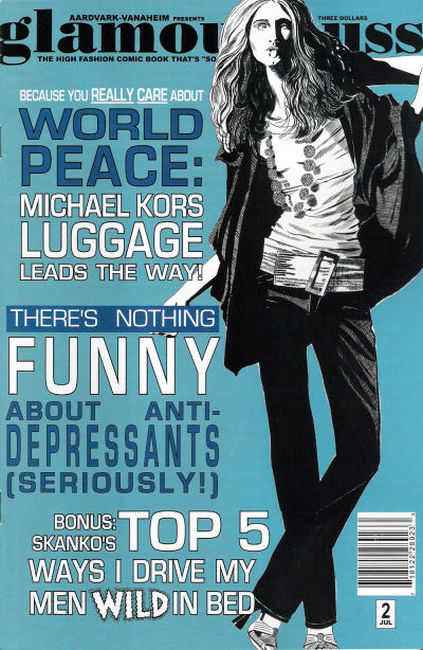 AARDVARK-VANAHEIM PRESENTS
THREE DOLLARS
glamou uss
THE HIGH FASHION COMIC BOOK THAT'S "SO
BECAUSE YOU REALLY CARE ABOUT
WORLD
PEACE:
MICHAEL KORS
LUGGAGE
LEADS THE WAY!
THERE'S NOTHING
FUNNY
ABOUT ANTI-
DEPRESSANTS
(SERIOUSLY!)
BONUS:
SKANKO'S TOP 5
WAYS I DRIVE MY
MEN WILD IN BED
2
JUL